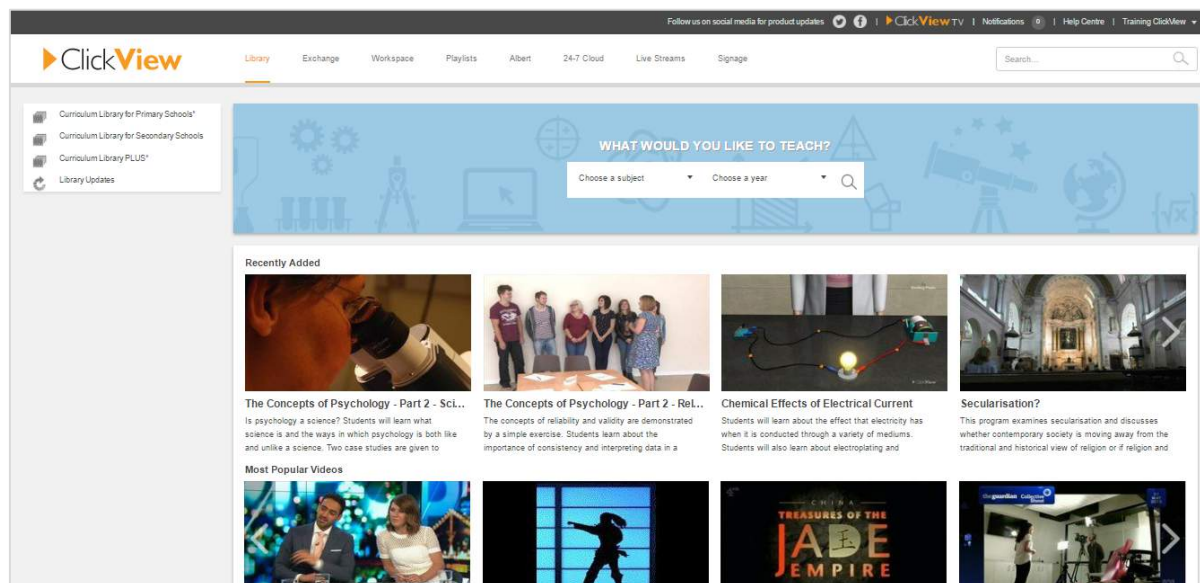 Follow us on social media for product updates | ClickView TV | Notifications 0 | Help Centre | Training ClickView
ClickView
Library Exchange Workspace Playlists Albert 24-7 Cloud Live Streams Signage Search...
Curriculum Library for Primary Schools*
Curriculum Library for Secondary Schools
Curriculum Library PLUS*
Library Updates
WHAT WOULD YOU LIKE TO TEACH?
Choose a subject Choose a year
√x
Recently Added
The Concepts of Psychology - Part 2 - Sci...
Is psychology a science? Students will learn what
science is and the ways in which psychology is both like
and unlike a science. Two case studies are given to
The Concepts of Psychology - Part 2 - Rel...
The concepts of reliability and validity are demonstrated
by a simple exercise. Students learn about the
importance of consistency and interpreting data in a
Chemical Effects of Electrical Current
Students will learn about the effect that electricity has
when it is conducted through a variety of mediums.
Students will also learn about electroplating and
Secularisation?
This program examines secularisation and discusses
whether contemporary society is moving away from the
traditional and historical view of religion or if religion and
Most Popular Videos
CHINA
TREASURES OF THE
JADE
EMPIRE
theguardian